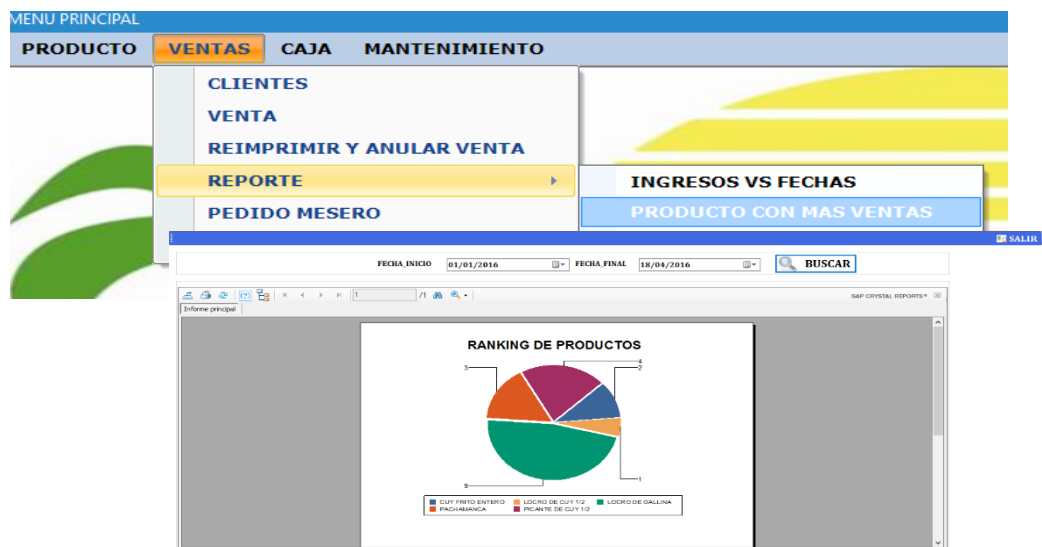 MENU PRINCIPAL
PRODUCTO VENTAS CAJA MANTENIMIENTO
CLIENTES
VENTA
REIMPRIMIR Y ANULAR VENTA
REPORTE
INGRESOS VS FECHAS
PEDIDO MESERO
PRODUCTO CON MAS VENTAS
SALIR
FECHA_INICIO 01/01/2016 FECHA_FINAL 18/04/2016 BUSCAR
1 /1 SAP CRYSTAL REPORTS
Informe principal
RANKING DE PRODUCTOS
4
3 2
9 1
CUY FRITO ENTERO LOCRO DE CUY 1/2 LOCRO DE GALLINA
PACHAMANCA PICANTE DE CUY 1/2